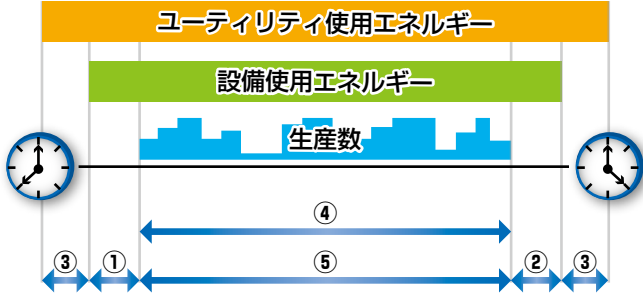 ユーティリティ使用エネルギー
設備使用エネルギー
生産数
④
③ ① ⑤ ② ③